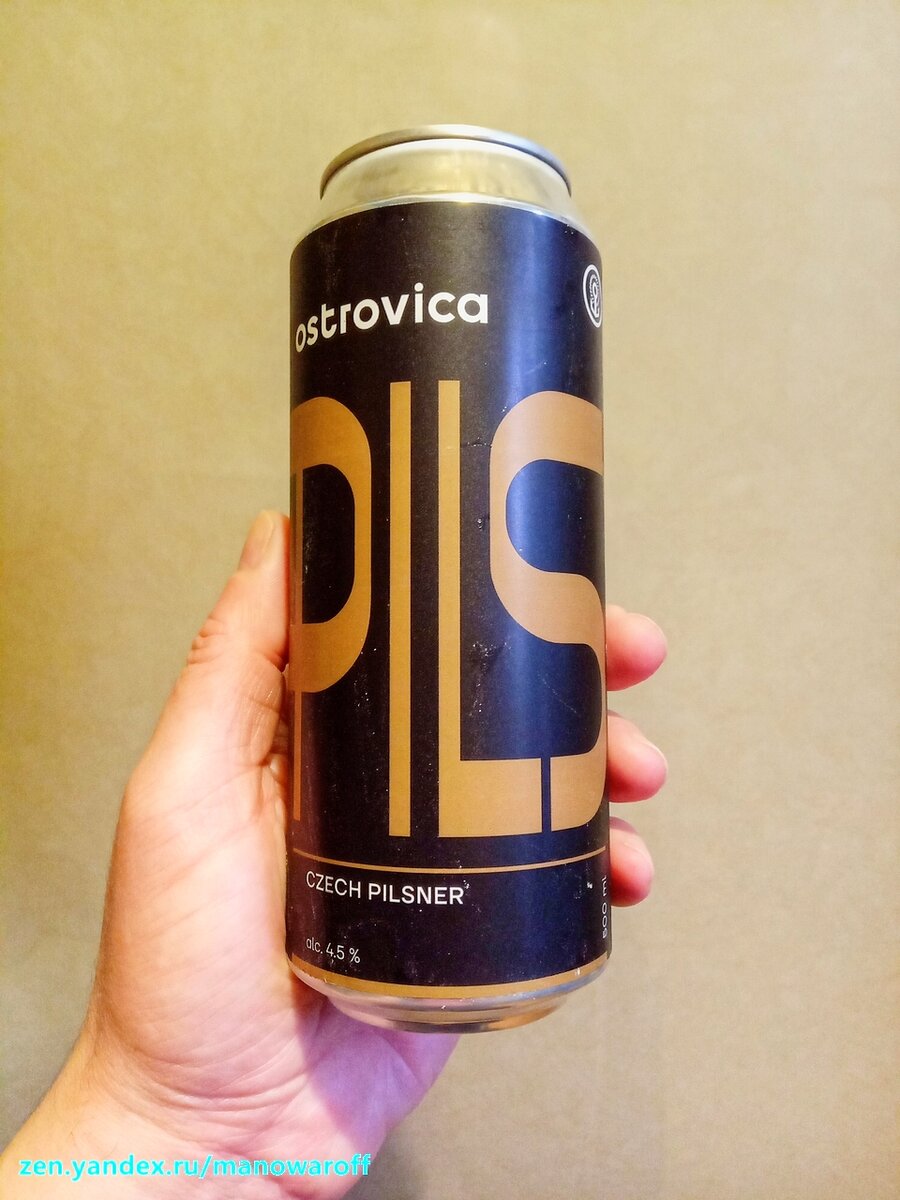 ostrovica
PILS
CZECH PILSNER
alc. 4.5 %
500 ml
zen.yandex.ru/manowaroff